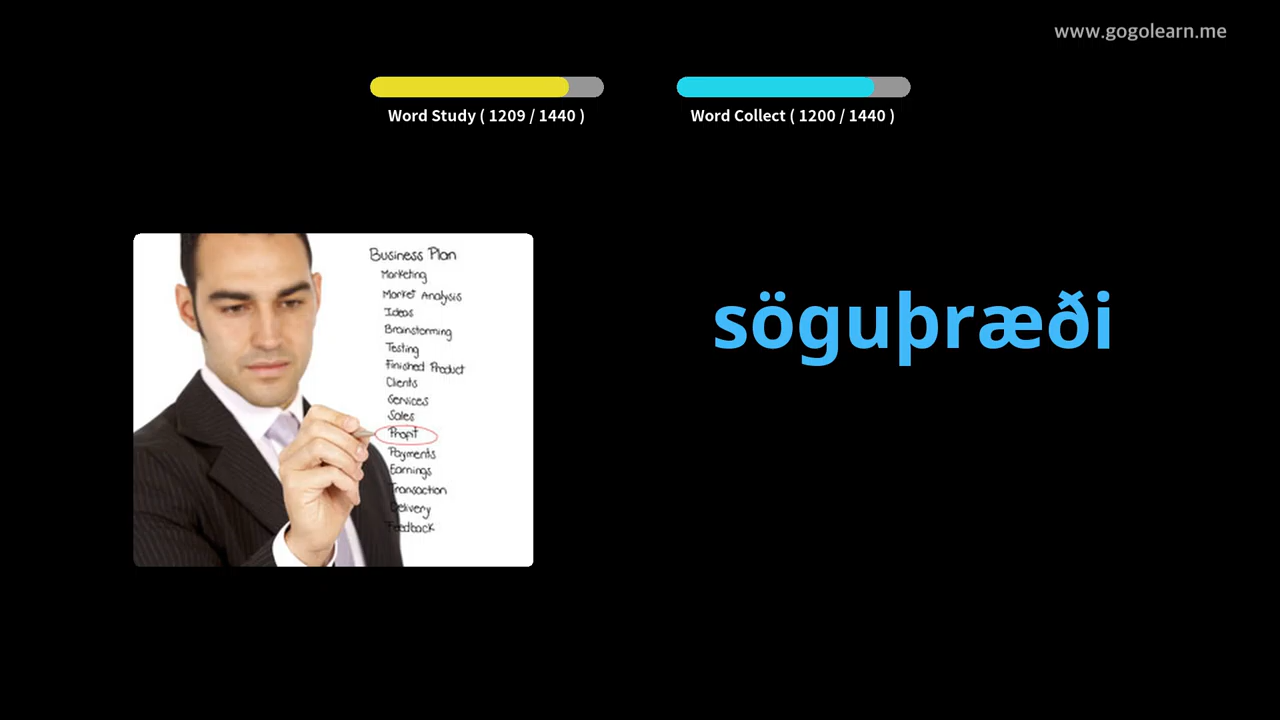 www.gogolearn.me
Word Study ( 1209 / 1440 )
Word Collect ( 1200 / 1440 )
Business Plan
Marketing
Market Analysis
Ideas
Brainstorming
Testing
Finished Product
Clients
Services
Sales
Profit
Payments
Earnings
Transaction
Delivery
Feedback
söguþræði